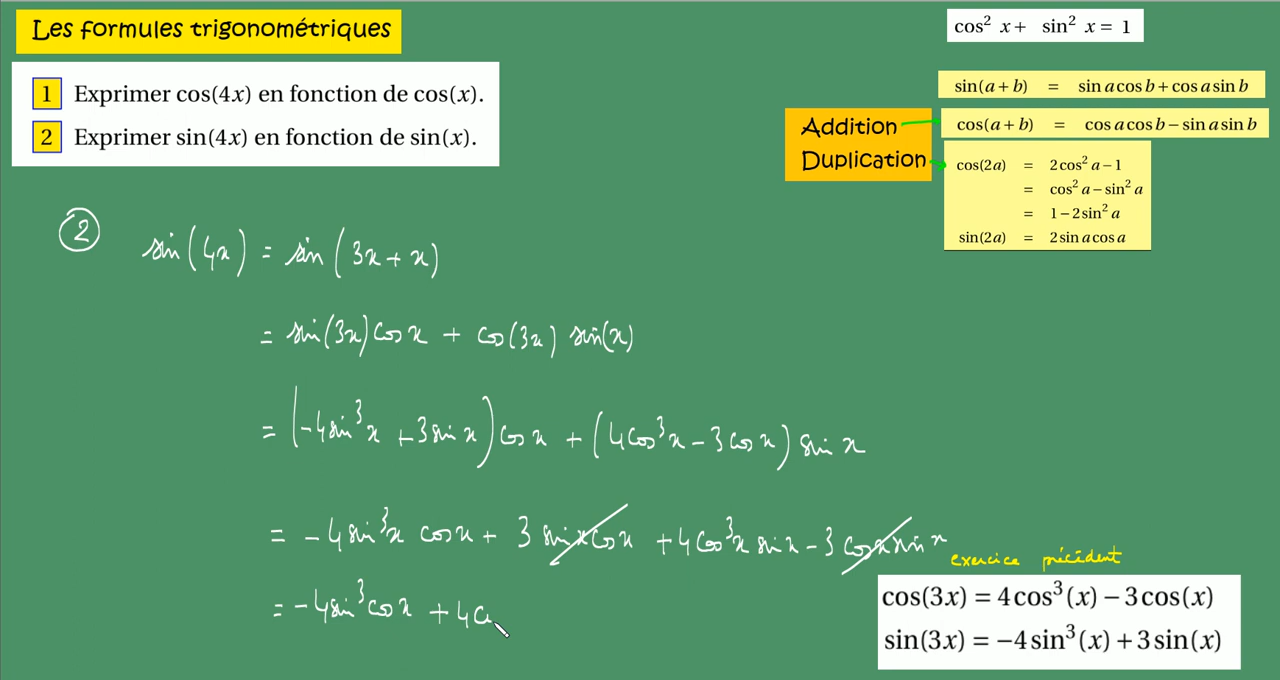 Les formules trigonométriques
cos² x + sin² x = 1
1 Exprimer cos(4x) en fonction de cos(x).
2 Exprimer sin(4x) en fonction de sin(x).
sin(a + b) = sin a cos b + cos a sin b
Addition
cos(a + b) = cos a cos b − sin a sin b
Duplication
cos(2a) = 2cos² a − 1
= cos² a − sin² a
= 1 − 2sin² a
sin(2a) = 2 sin a cos a
② sin(4x) = sin(3x + x)
= sin(3x) cos x + cos(3x) sin(x)
= (-4sin³x + 3sin x) cos x + (4cos³x - 3cos x) sin x
= -4sin³x cos x + 3 sin x cos x + 4cos³x sin x - 3 cos x sin x
= -4sin³ cos x + 4c
exercice précédent
cos(3x) = 4cos³(x) − 3cos(x)
sin(3x) = −4sin³(x) + 3sin(x)